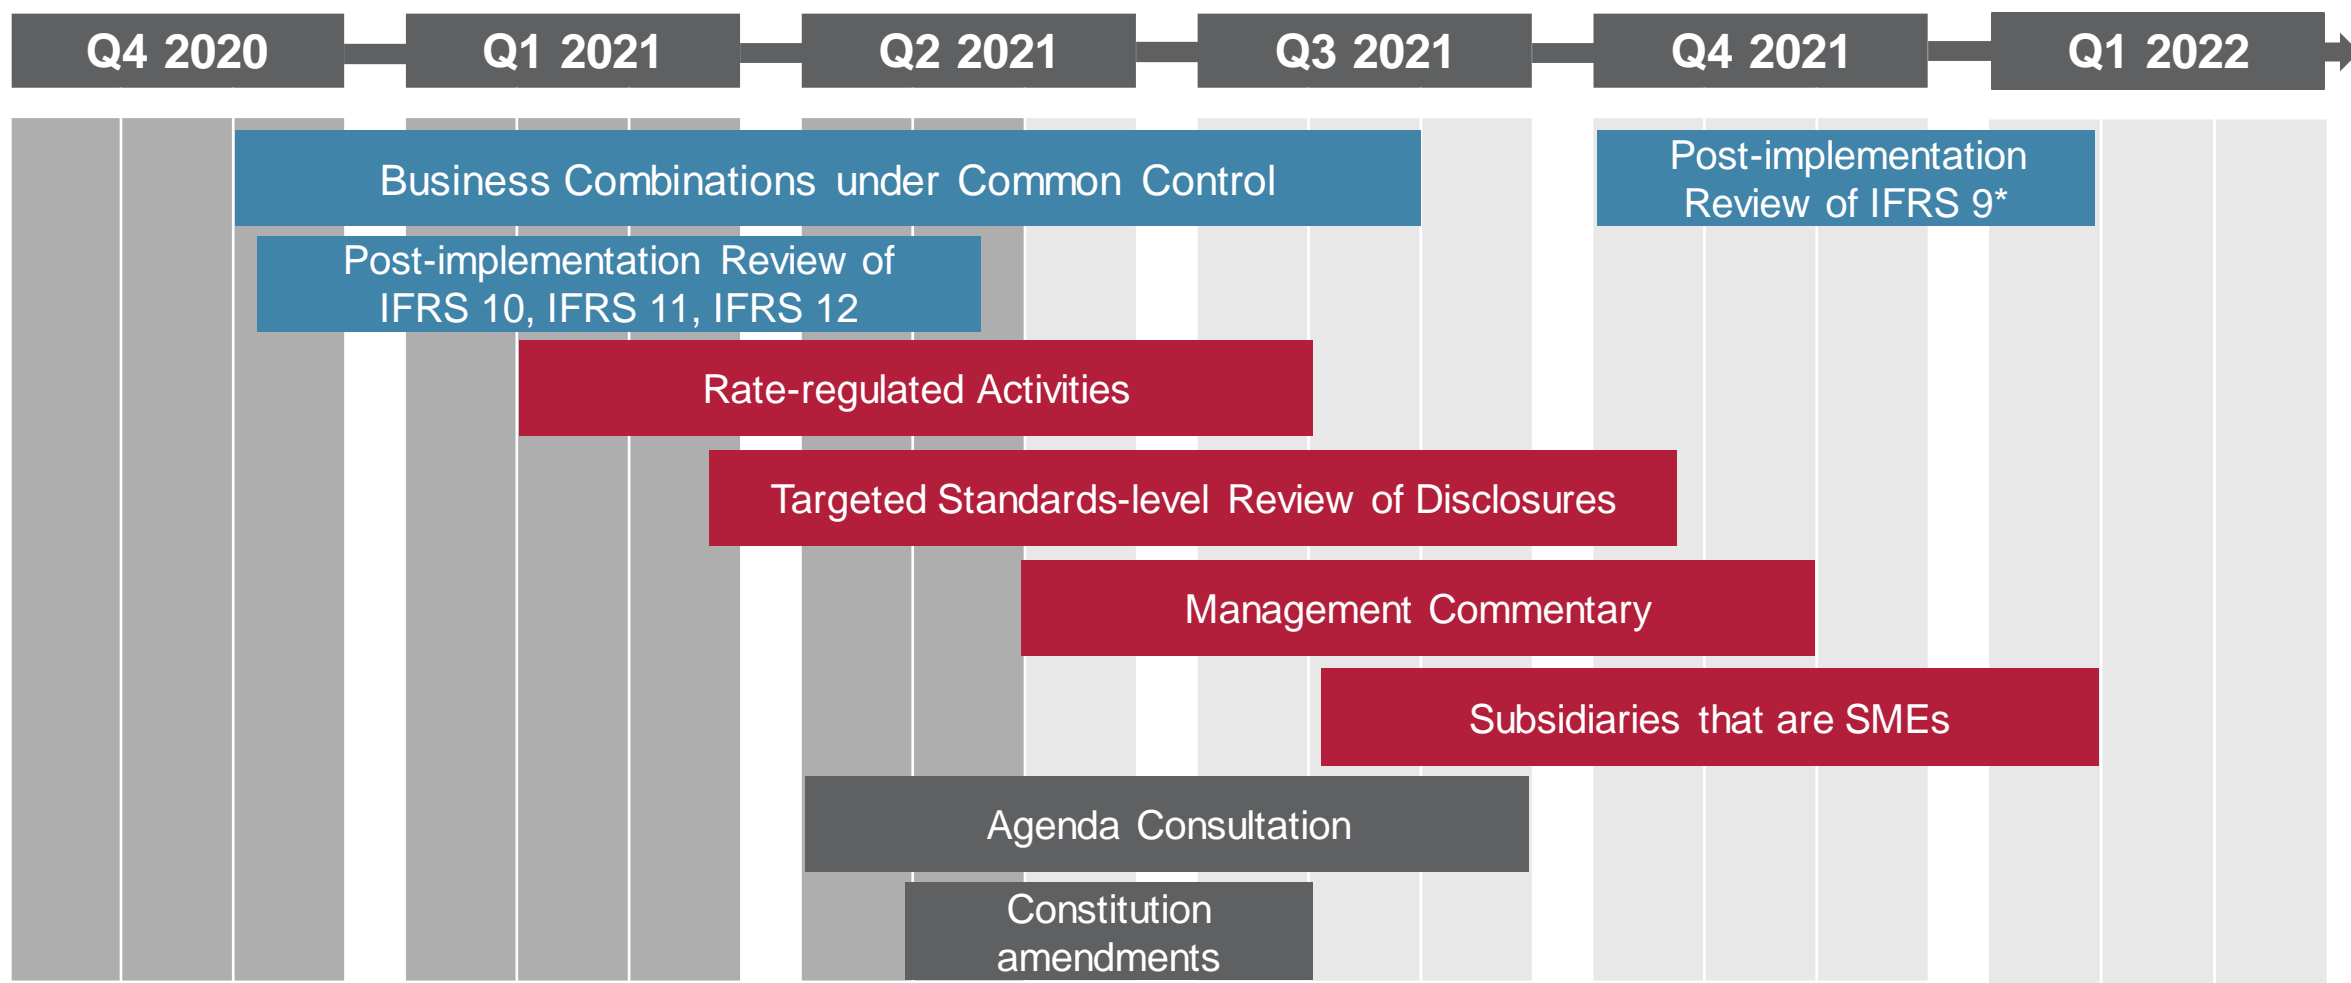 Q4 2020
Q1 2021
Q2 2021
Q3 2021
Q4 2021
Q1 2022
Business Combinations under Common Control
Post-implementation
Review of IFRS 9*
Post-implementation Review of
IFRS 10, IFRS 11, IFRS 12
Rate-regulated Activities
Targeted Standards-level Review of Disclosures
Management Commentary
Subsidiaries that are SMEs
Agenda Consultation
Constitution
amendments